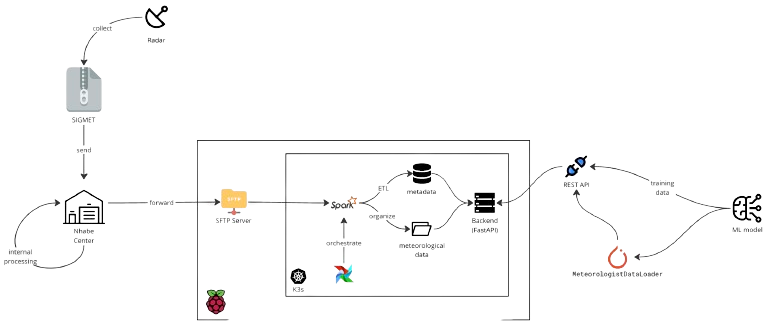 collect
Radar
SIGMET
send
Nhabe
Center
internal
processing
forward
SFTP
SFTP Server
Spark
ETL
organize
orchestrate
metadata
meteorological
data
Backend
(FastAPI)
K3s
REST API
training
data
ML model
MeteorologistDataLoader